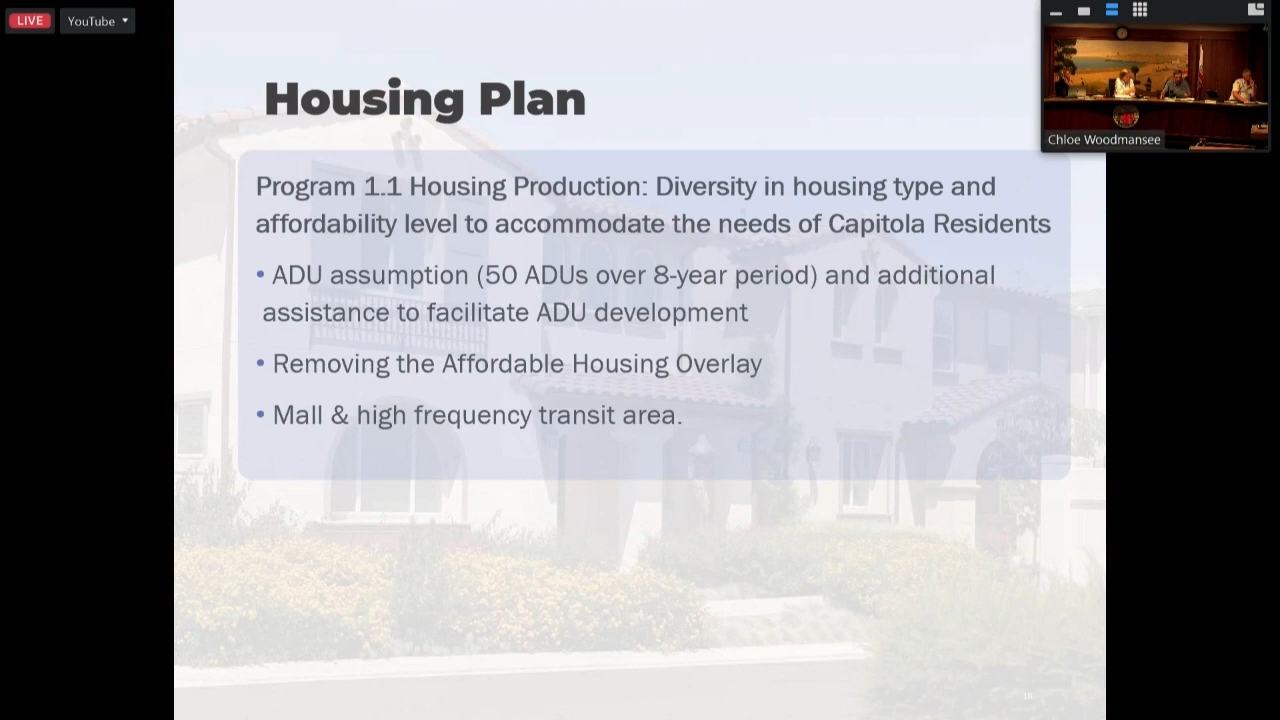 LIVE
YouTube
Housing Plan
Chloe Woodmansee
Program 1.1 Housing Production: Diversity in housing type and
affordability level to accommodate the needs of Capitola Residents
• ADU assumption (50 ADUs over 8-year period) and additional
assistance to facilitate ADU development
• Removing the Affordable Housing Overlay
• Mall & high frequency transit area.